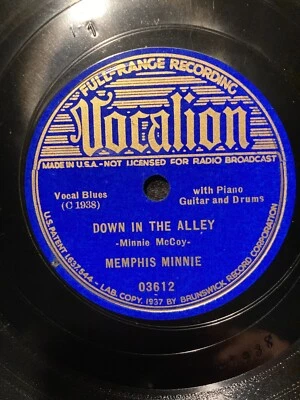 FULL-RANGE RECORDING
Vocalion
MADE IN U.S.A. - NOT LICENSED FOR RADIO BROADCAST
Vocal Blues
(C 1938)
with Piano
Guitar and Drums
DOWN IN THE ALLEY
-Minnie McCoy-
MEMPHIS MINNIE
03612
U.S. PATENT 1637544 - LAB. COPY. 1937 BY BRUNSWICK RECORD CORPORATION